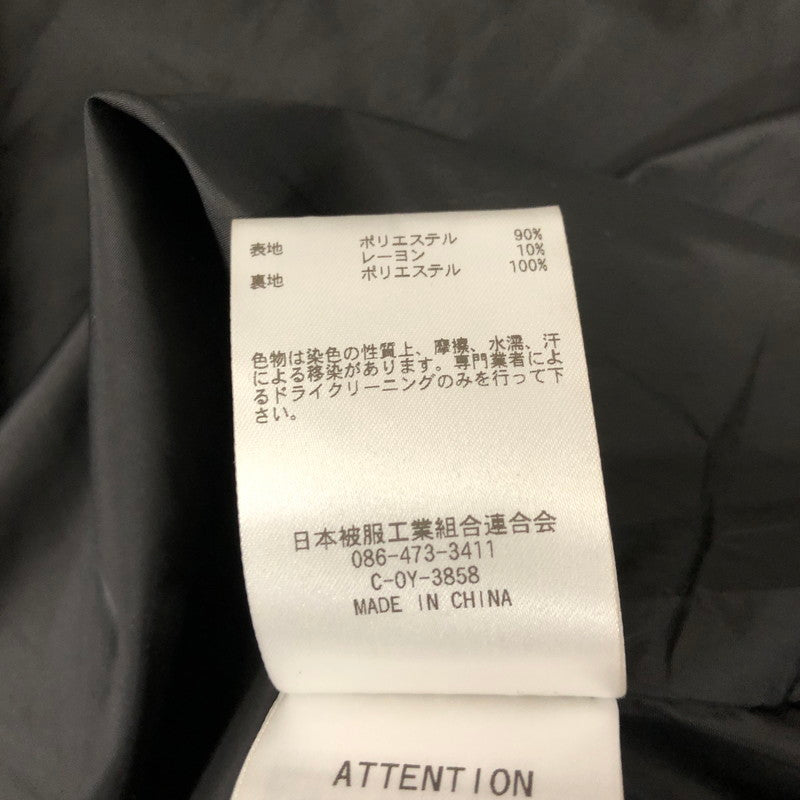 表地 ポリエステル 90%
レーヨン 10%
裏地 ポリエステル 100%
色物は染色の性質上、摩擦、水濡、汗
による移染があります。専門業者によ
るドライクリーニングのみを行って下
さい。
日本被服工業組合連合会
086-473-3411
C-OY-3858
MADE IN CHINA
ATTENTION